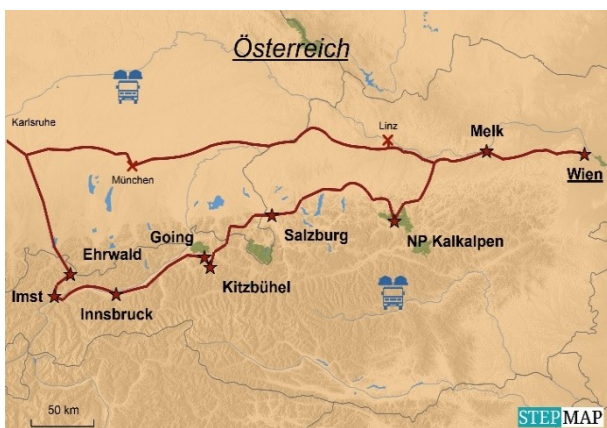 Österreich
Karlsruhe
Linz
Melk
München
Wien
Going
Salzburg
NP Kalkalpen
Ehrwald
Kitzbühel
Imst
Innsbruck
50 km
STEPMAP